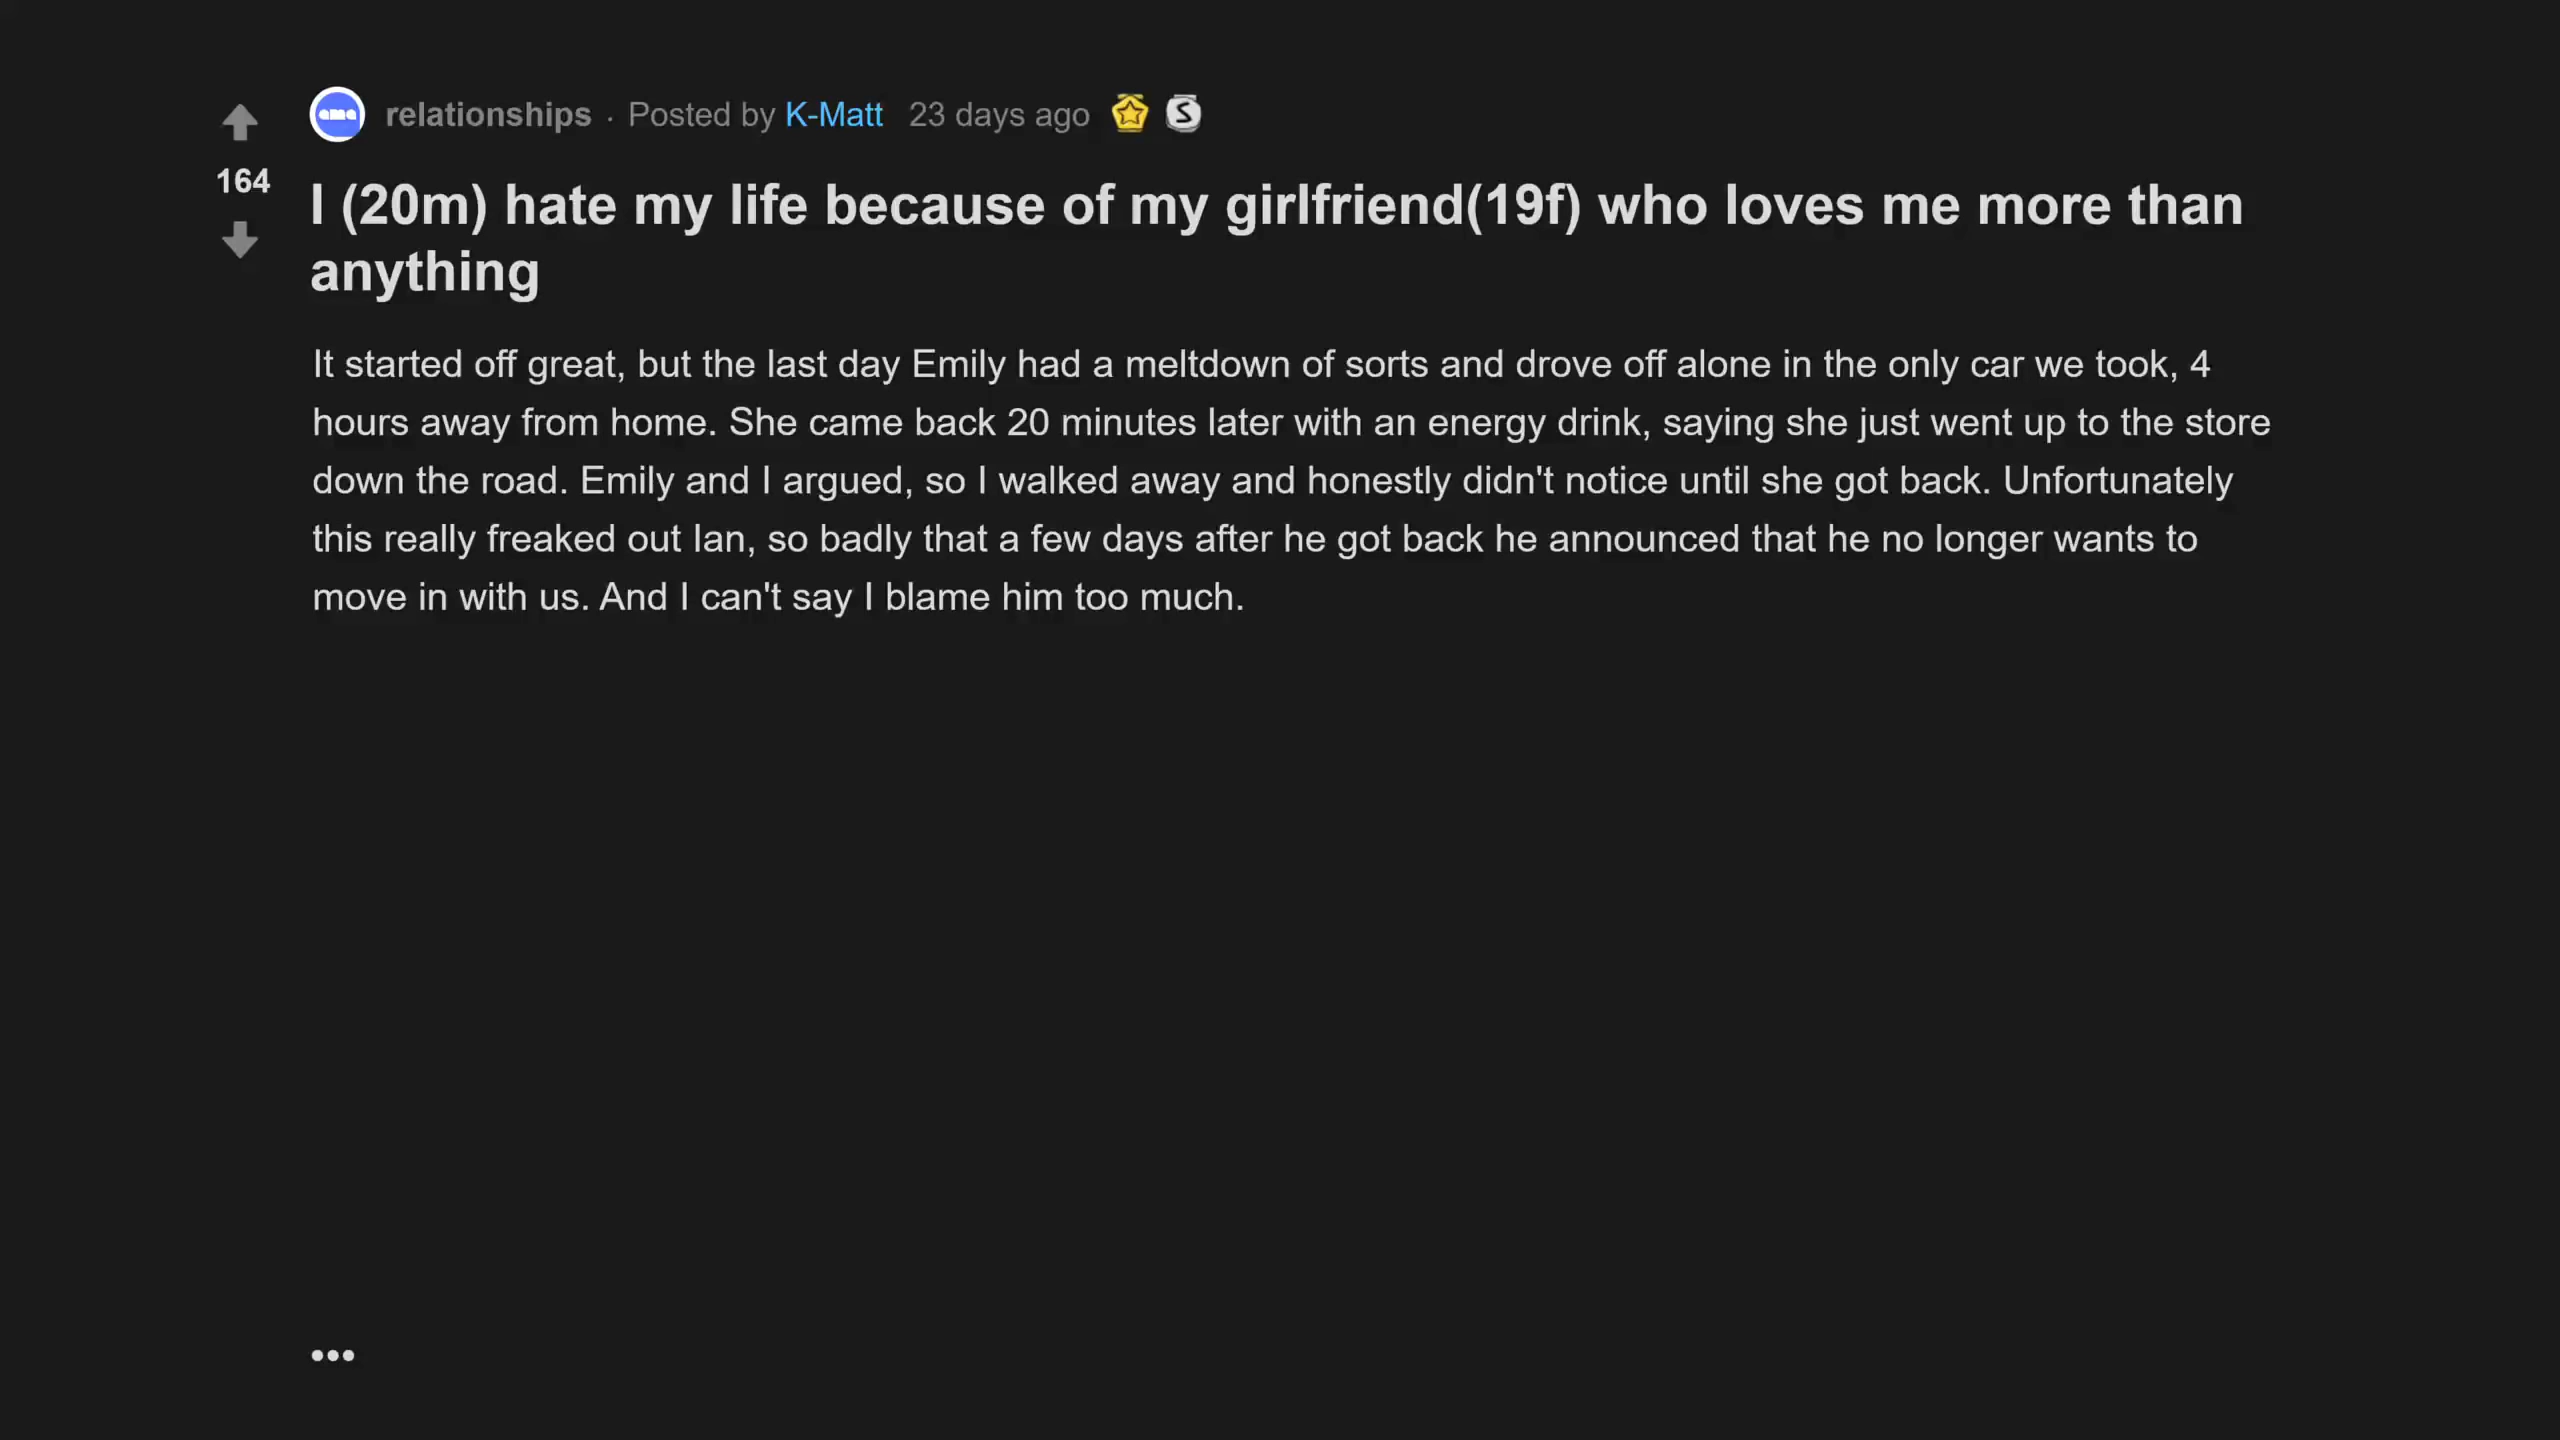 relationships · Posted by K-Matt 23 days ago
164
I (20m) hate my life because of my girlfriend(19f) who loves me more than
anything
It started off great, but the last day Emily had a meltdown of sorts and drove off alone in the only car we took, 4
hours away from home. She came back 20 minutes later with an energy drink, saying she just went up to the store
down the road. Emily and I argued, so I walked away and honestly didn't notice until she got back. Unfortunately
this really freaked out Ian, so badly that a few days after he got back he announced that he no longer wants to
move in with us. And I can't say I blame him too much.